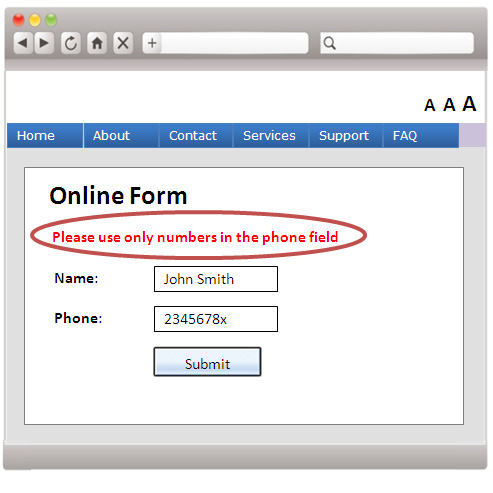 A A A
Home About Contact Services Support FAQ
Online Form
Please use only numbers in the phone field
Name: John Smith
Phone: 2345678x
Submit